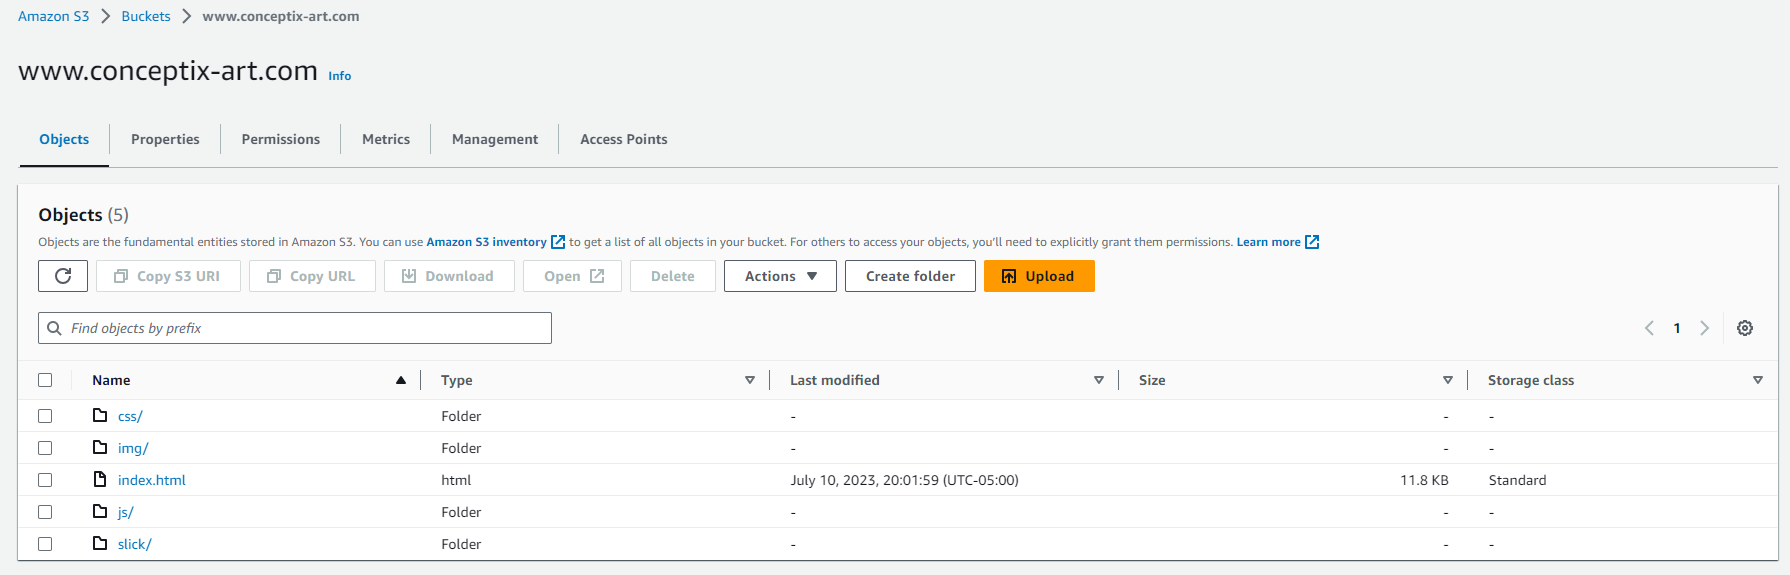 Amazon S3 > Buckets > www.conceptix-art.com
www.conceptix-art.com Info
Objects Properties Permissions Metrics Management Access Points
Objects (5)
Objects are the fundamental entities stored in Amazon S3. You can use Amazon S3 inventory to get a list of all objects in your bucket. For others to access your objects, you'll need to explicitly grant them permissions. Learn more
Copy S3 URI Copy URL Download Open Delete Actions Create folder Upload
Find objects by prefix 1
Name Type Last modified Size Storage class
css/ Folder - - -
img/ Folder - - -
index.html html July 10, 2023, 20:01:59 (UTC-05:00) 11.8 KB Standard
js/ Folder - - -
slick/ Folder - - -